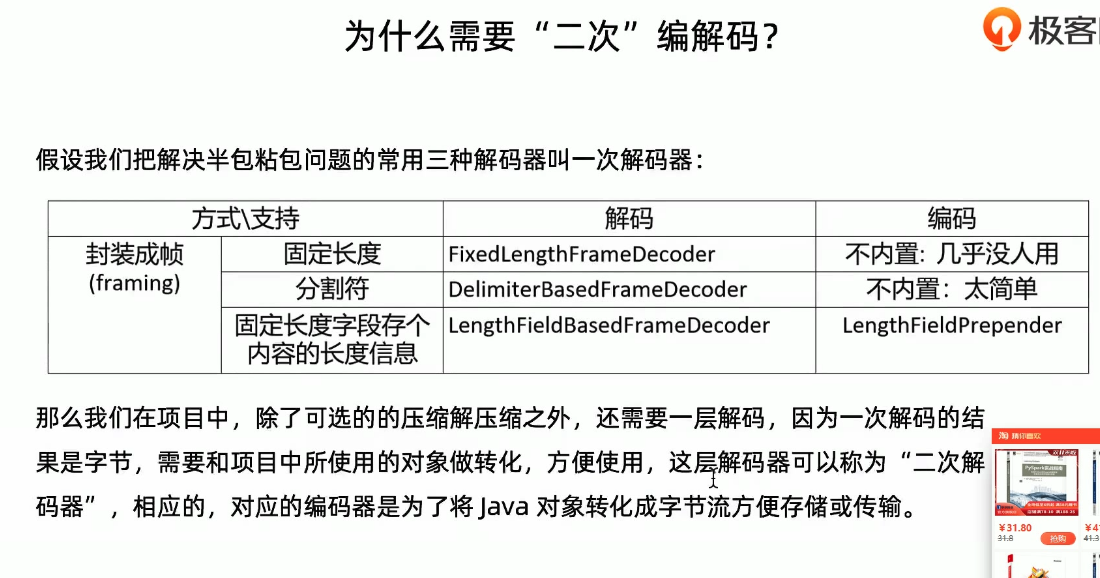 为什么需要“二次”编解码？
极客
假设我们把解决半包粘包问题的常用三种解码器叫一次解码器：
方式\支持 解码 编码
封装成帧 固定长度 FixedLengthFrameDecoder 不内置：几乎没人用
(framing) 分割符 DelimiterBasedFrameDecoder 不内置：太简单
固定长度字段存个 LengthFieldBasedFrameDecoder LengthFieldPrepender
内容的长度信息
那么我们在项目中，除了可选的的压缩解压缩之外，还需要一层解码，因为一次解码的结
果是字节，需要和项目中所使用的对象做转化，方便使用，这层解码器可以称为“二次解
码器”，相应的，对应的编码器是为了将 Java 对象转化成字节流方便存储或传输。
淘
¥31.80 ¥4
31.8 抢购 41.3